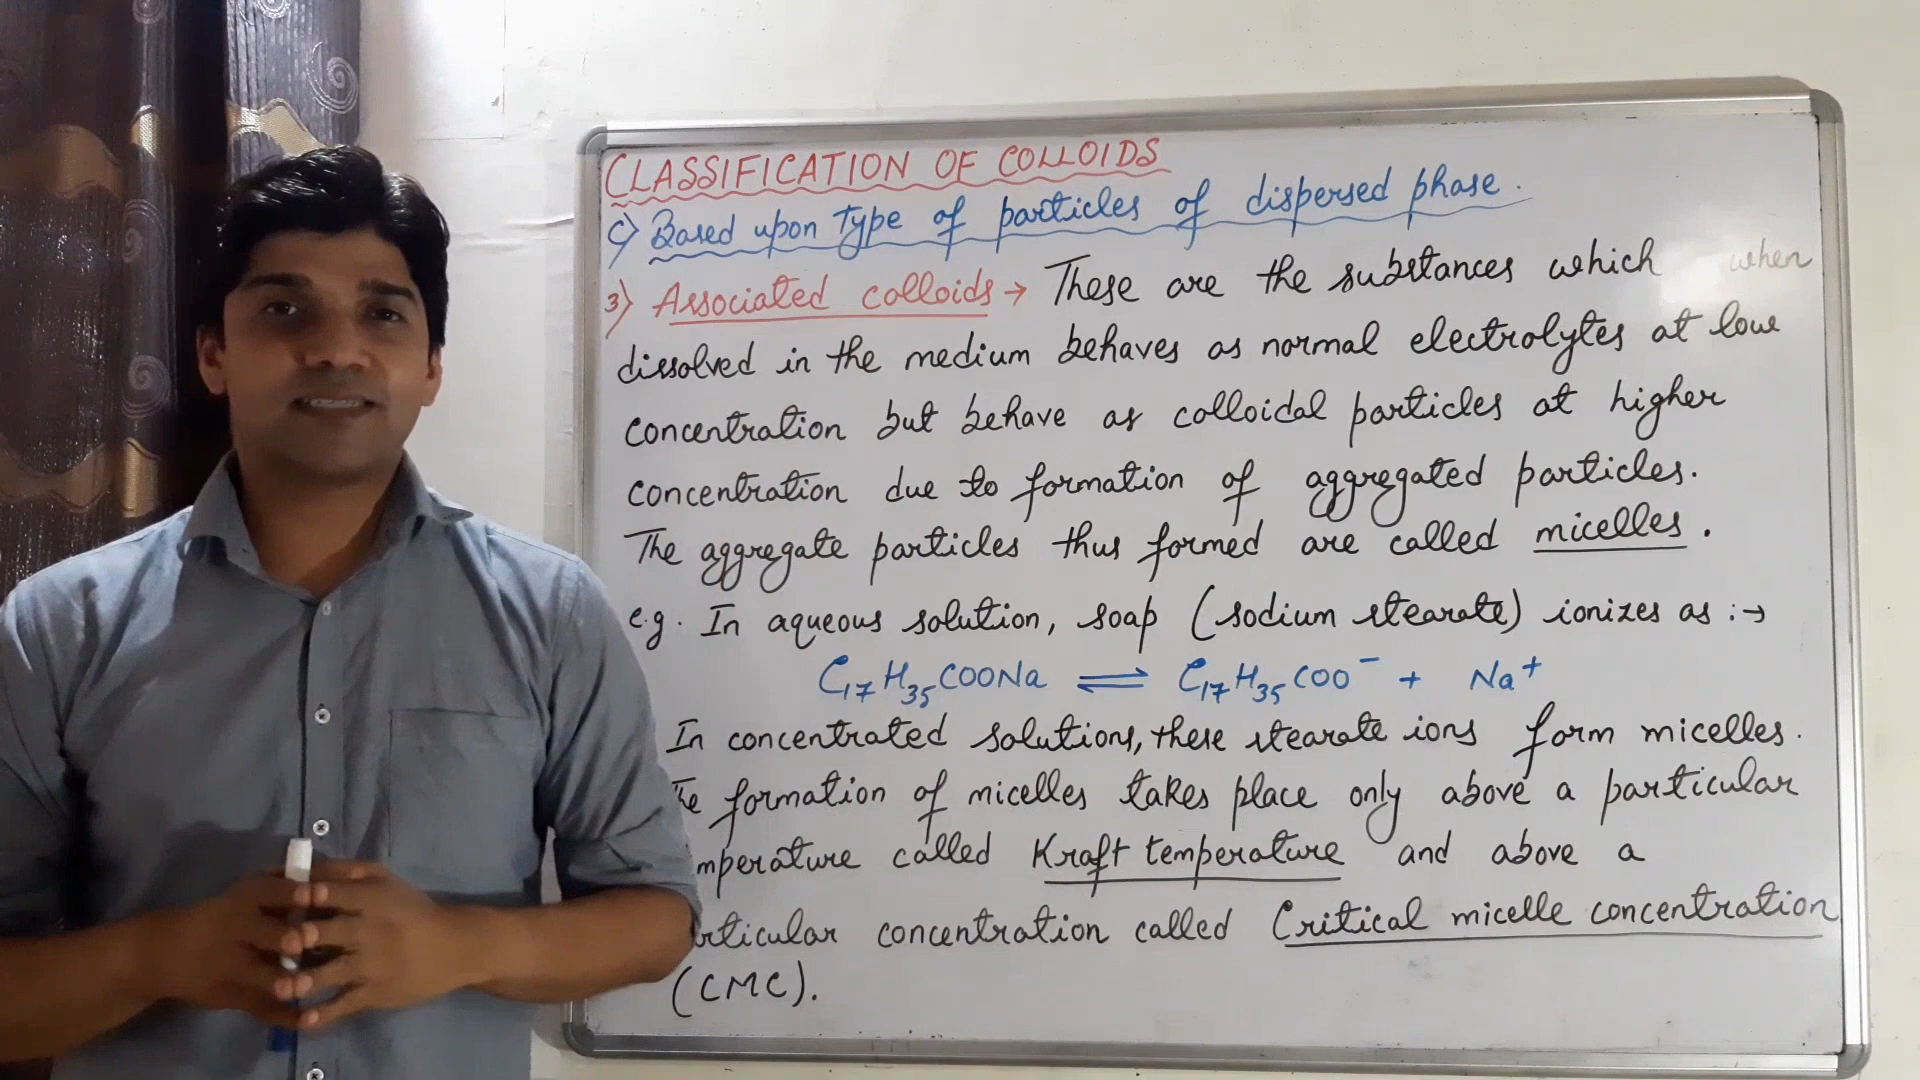 CLASSIFICATION OF COLLOIDS
c) Based upon type of particles of dispersed phase.
3) Associated colloids → These are the substances which when
dissolved in the medium behaves as normal electrolytes at low
concentration but behave as colloidal particles at higher
concentration due to formation of aggregated particles.
The aggregate particles thus formed are called micelles.
e.g. In aqueous solution, soap (sodium stearate) ionizes as :→
C₁₇H₃₅COONa ⇌ C₁₇H₃₅COO⁻ + Na⁺
In concentrated solutions, these stearate ions form micelles.
The formation of micelles takes place only above a particular
mperature called Kraft temperature and above a
rticular concentration called Critical micelle concentration
(CMC).